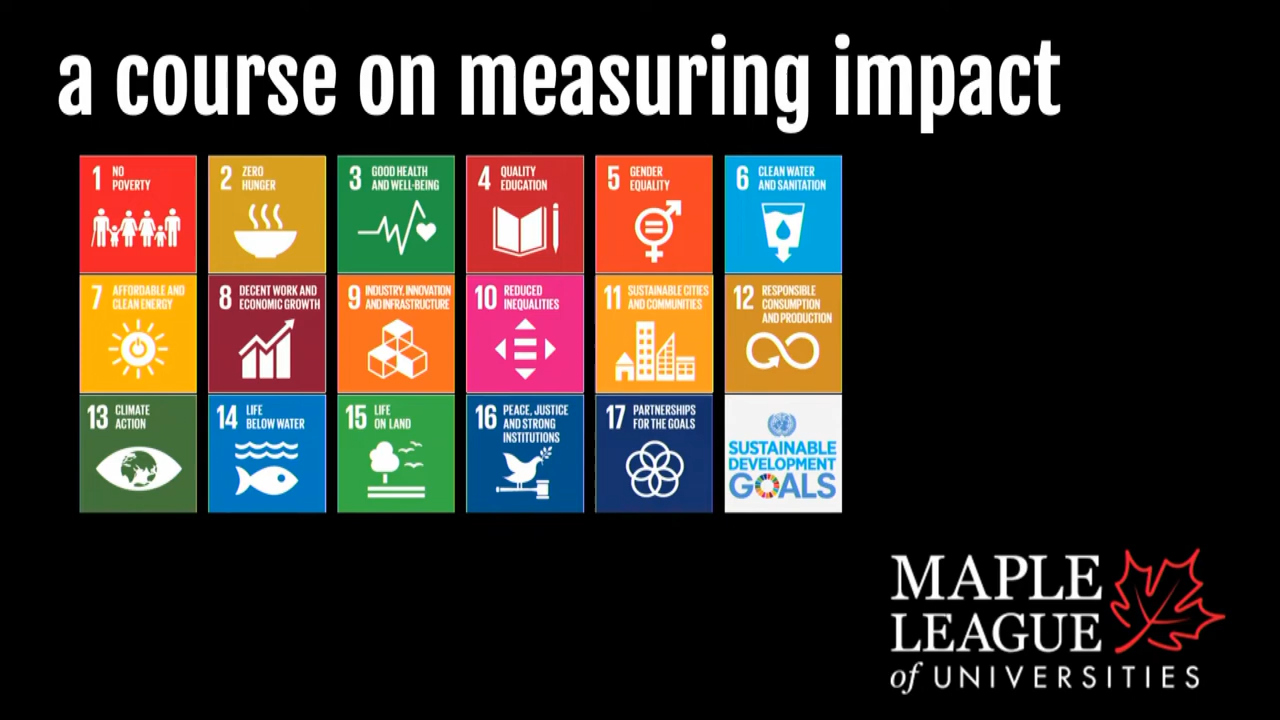 a course on measuring impact
1 NO
POVERTY
2 ZERO
HUNGER
3 GOOD HEALTH
AND WELL-BEING
4 QUALITY
EDUCATION
5 GENDER
EQUALITY
6 CLEAN WATER
AND SANITATION
7 AFFORDABLE AND
CLEAN ENERGY
8 DECENT WORK AND
ECONOMIC GROWTH
9 INDUSTRY, INNOVATION
AND INFRASTRUCTURE
10 REDUCED
INEQUALITIES
11 SUSTAINABLE CITIES
AND COMMUNITIES
12 RESPONSIBLE
CONSUMPTION
AND PRODUCTION
13 CLIMATE
ACTION
14 LIFE
BELOW WATER
15 LIFE
ON LAND
16 PEACE, JUSTICE
AND STRONG
INSTITUTIONS
17 PARTNERSHIPS
FOR THE GOALS
SUSTAINABLE
DEVELOPMENT
GOALS
MAPLE
LEAGUE
of UNIVERSITIES